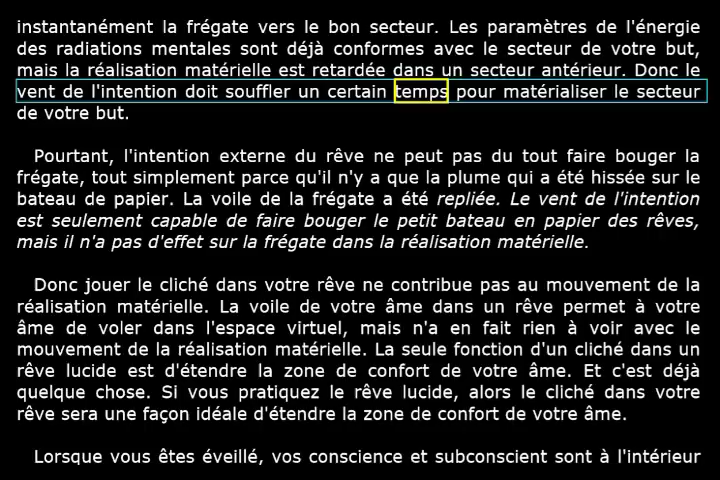 instantanément la frégate vers le bon secteur. Les paramètres de l'énergie
des radiations mentales sont déjà conformes avec le secteur de votre but,
mais la réalisation matérielle est retardée dans un secteur antérieur. Donc le
vent de l'intention doit souffler un certain temps pour matérialiser le secteur
de votre but.
Pourtant, l'intention externe du rêve ne peut pas du tout faire bouger la
frégate, tout simplement parce qu'il n'y a que la plume qui a été hissée sur le
bateau de papier. La voile de la frégate a été repliée. Le vent de l'intention
est seulement capable de faire bouger le petit bateau en papier des rêves,
mais il n'a pas d'effet sur la frégate dans la réalisation matérielle.
Donc jouer le cliché dans votre rêve ne contribue pas au mouvement de la
réalisation matérielle. La voile de votre âme dans un rêve permet à votre
âme de voler dans l'espace virtuel, mais n'a en fait rien à voir avec le
mouvement de la réalisation matérielle. La seule fonction d'un cliché dans un
rêve lucide est d'étendre la zone de confort de votre âme. Et c'est déjà
quelque chose. Si vous pratiquez le rêve lucide, alors le cliché dans votre
rêve sera une façon idéale d'étendre la zone de confort de votre âme.
Lorsque vous êtes éveillé, vos conscience et subconscient sont à l'intérieur